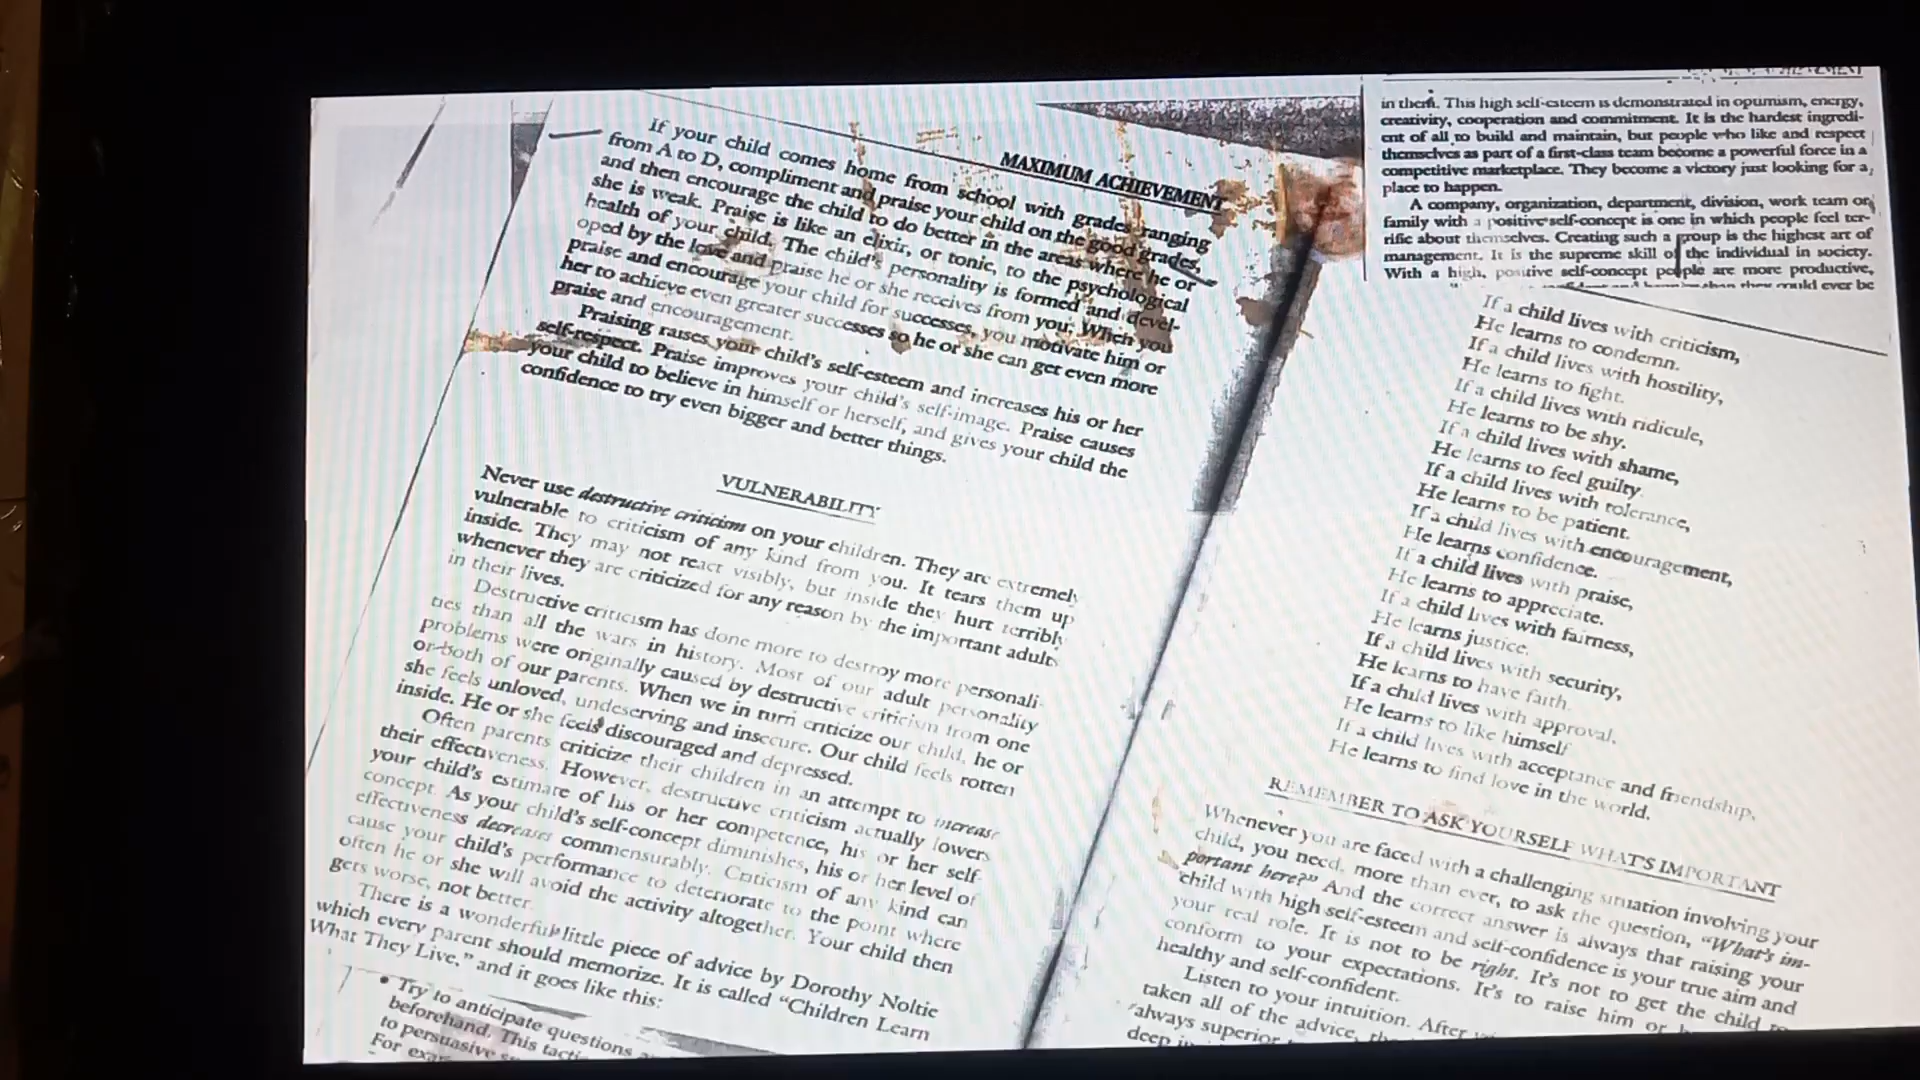 MAXIMUM ACHIEVEMENT
If your child comes home from school with grades ranging
from A to D, compliment and praise your child on the good grades,
and then encourage the child to do better in the areas where he or
she is weak. Praise is like an elixir, or tonic, to the psychological
health of your child. The child's personality is formed and devel-
oped by the love and praise he or she receives from you. When you
praise and encourage your child for successes, you motivate him or
her to achieve even greater successes so he or she can get even more
praise and encouragement.
Praising raises your child's self-esteem and increases his or her
self-respect. Praise improves your child's self-image. Praise causes
your child to believe in himself or herself, and gives your child the
confidence to try even bigger and better things.
VULNERABILITY
Never use destructive criticism on your children. They are extremely
vulnerable to criticism of any kind from you. It tears them up
inside. They may not react visibly, but inside they hurt terribly
whenever they are criticized for any reason by the important adults
in their lives.
Destructive criticism has done more to destroy more personali-
ties than all the wars in history. Most of our adult personality
problems were originally caused by destructive criticism from one
or both of our parents. When we in turn criticize our child, he or
she feels unloved, undeserving and insecure. Our child feels rotten
inside. He or she feels discouraged and depressed.
Often parents criticize their children in an attempt to increase
their effectiveness. However, destructive criticism actually lowers
your child's estimate of his or her competence, his or her self-
concept. As your child's self-concept diminishes, his or her level of
effectiveness decreases commensurably. Criticism of any kind can
cause your child's performance to deteriorate to the point where
often he or she will avoid the activity altogether. Your child then
gets worse, not better.
There is a wonderful little piece of advice by Dorothy Noltie
which every parent should memorize. It is called "Children Learn
What They Live," and it goes like this:
• Try to anticipate questions
beforehand. This
to persuasive
For
in them. This high self-esteem is demonstrated in optimism, energy,
creativity, cooperation and commitment. It is the hardest ingredi-
ent of all to build and maintain, but people who like and respect
themselves as part of a first-class team become a powerful force in a
competitive marketplace. They become a victory just looking for a
place to happen.
A company, organization, department, division, work team or
family with a positive self-concept is one in which people feel ter-
rific about themselves. Creating such a group is the highest art of
management. It is the supreme skill of the individual in society.
With a high, positive self-concept people are more productive,
than they could ever be
If a child lives with criticism,
He learns to condemn.
If a child lives with hostility,
He learns to fight.
If a child lives with ridicule,
He learns to be shy.
If a child lives with shame,
He learns to feel guilty.
If a child lives with tolerance,
He learns to be patient.
If a child lives with encouragement,
He learns confidence.
If a child lives with praise,
He learns to appreciate.
If a child lives with fairness,
He learns justice.
If a child lives with security,
He learns to have faith.
If a child lives with approval,
He learns to like himself
If a child lives with acceptance and friendship,
He learns to find love in the world.
REMEMBER TO ASK YOURSELF WHAT'S IMPORTANT
Whenever you are faced with a challenging situation involving your
child, you need, more than ever, to ask the question, "What's im-
portant here?" And the correct answer is always that raising your
child with high self-esteem and self-confidence is your true aim and
your real role. It is not to be right. It's not to get the child to
conform to your expectations. It's to raise him or
healthy and self-confident.
Listen to your intuition. After
taken all of the advice,
always superior
deep